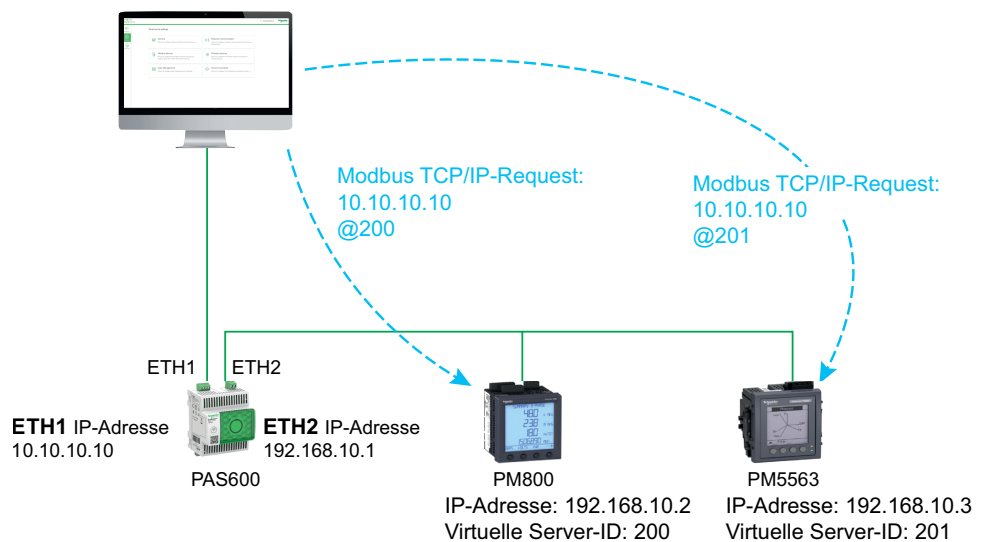 Modbus TCP/IP-Request:
10.10.10.10
@200
Modbus TCP/IP-Request:
10.10.10.10
@201
ETH1
ETH2
ETH1 IP-Adresse
10.10.10.10
ETH2 IP-Adresse
192.168.10.1
PAS600
PM800
IP-Adresse: 192.168.10.2
Virtuelle Server-ID: 200
PM5563
IP-Adresse: 192.168.10.3
Virtuelle Server-ID: 201